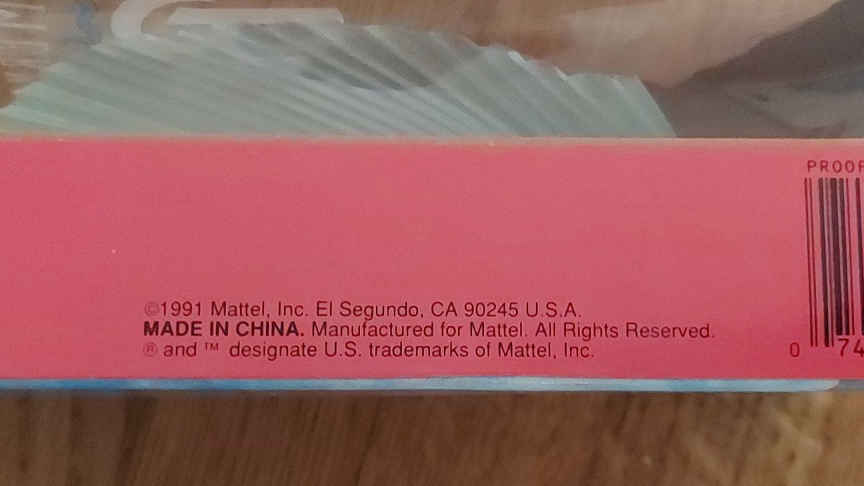 PROOF
©1991 Mattel, Inc. El Segundo, CA 90245 U.S.A.
MADE IN CHINA. Manufactured for Mattel. All Rights Reserved.
® and ™ designate U.S. trademarks of Mattel, Inc.
0 74